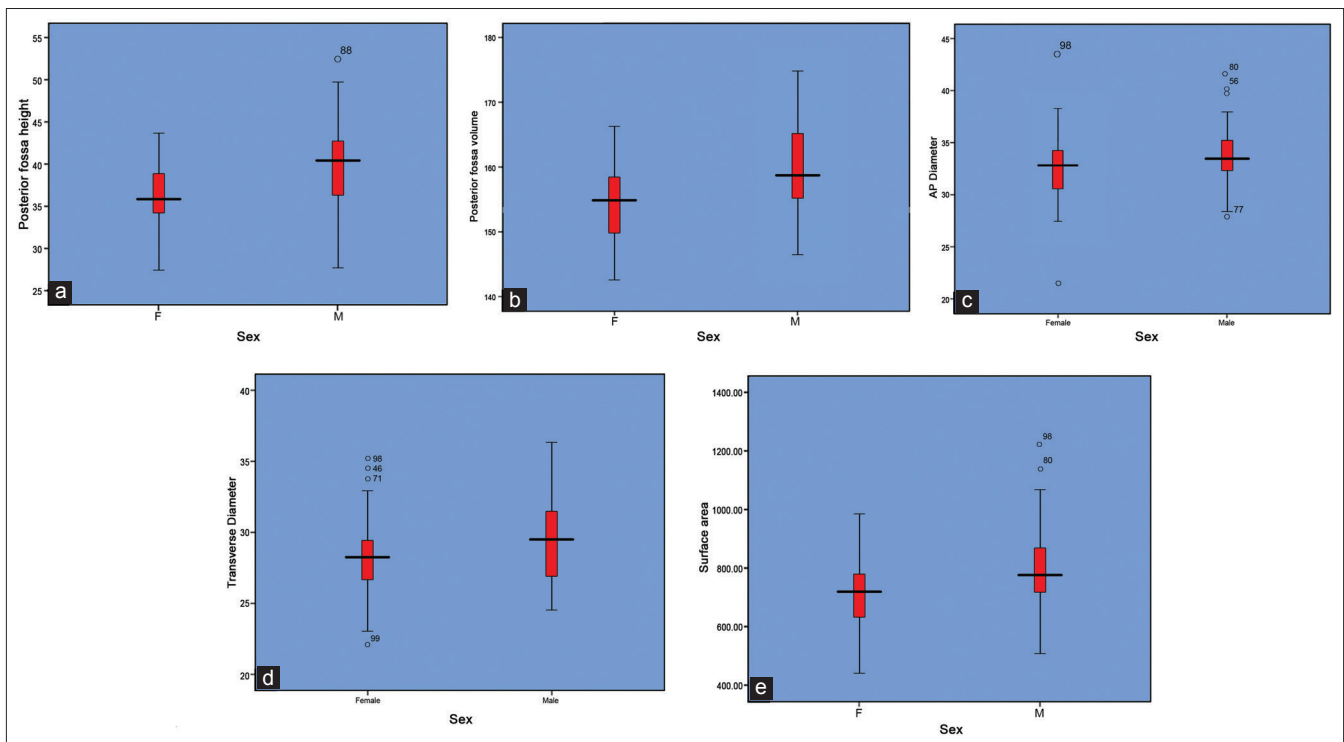 55
50
45
40
35
30
25
Posterior fossa height
88
a
F
M
Sex
180
170
160
150
140
Posterior fossa volume
b
F
M
Sex
45
40
35
30
25
20
AP Diameter
98
80
56
77
c
Female
Male
Sex
40
35
30
25
20
Transverse Diameter
98
46
71
99
d
Female
Male
Sex
1400.00
1200.00
1000.00
800.00
600.00
400.00
Surface area
98
80
e
F
M
Sex